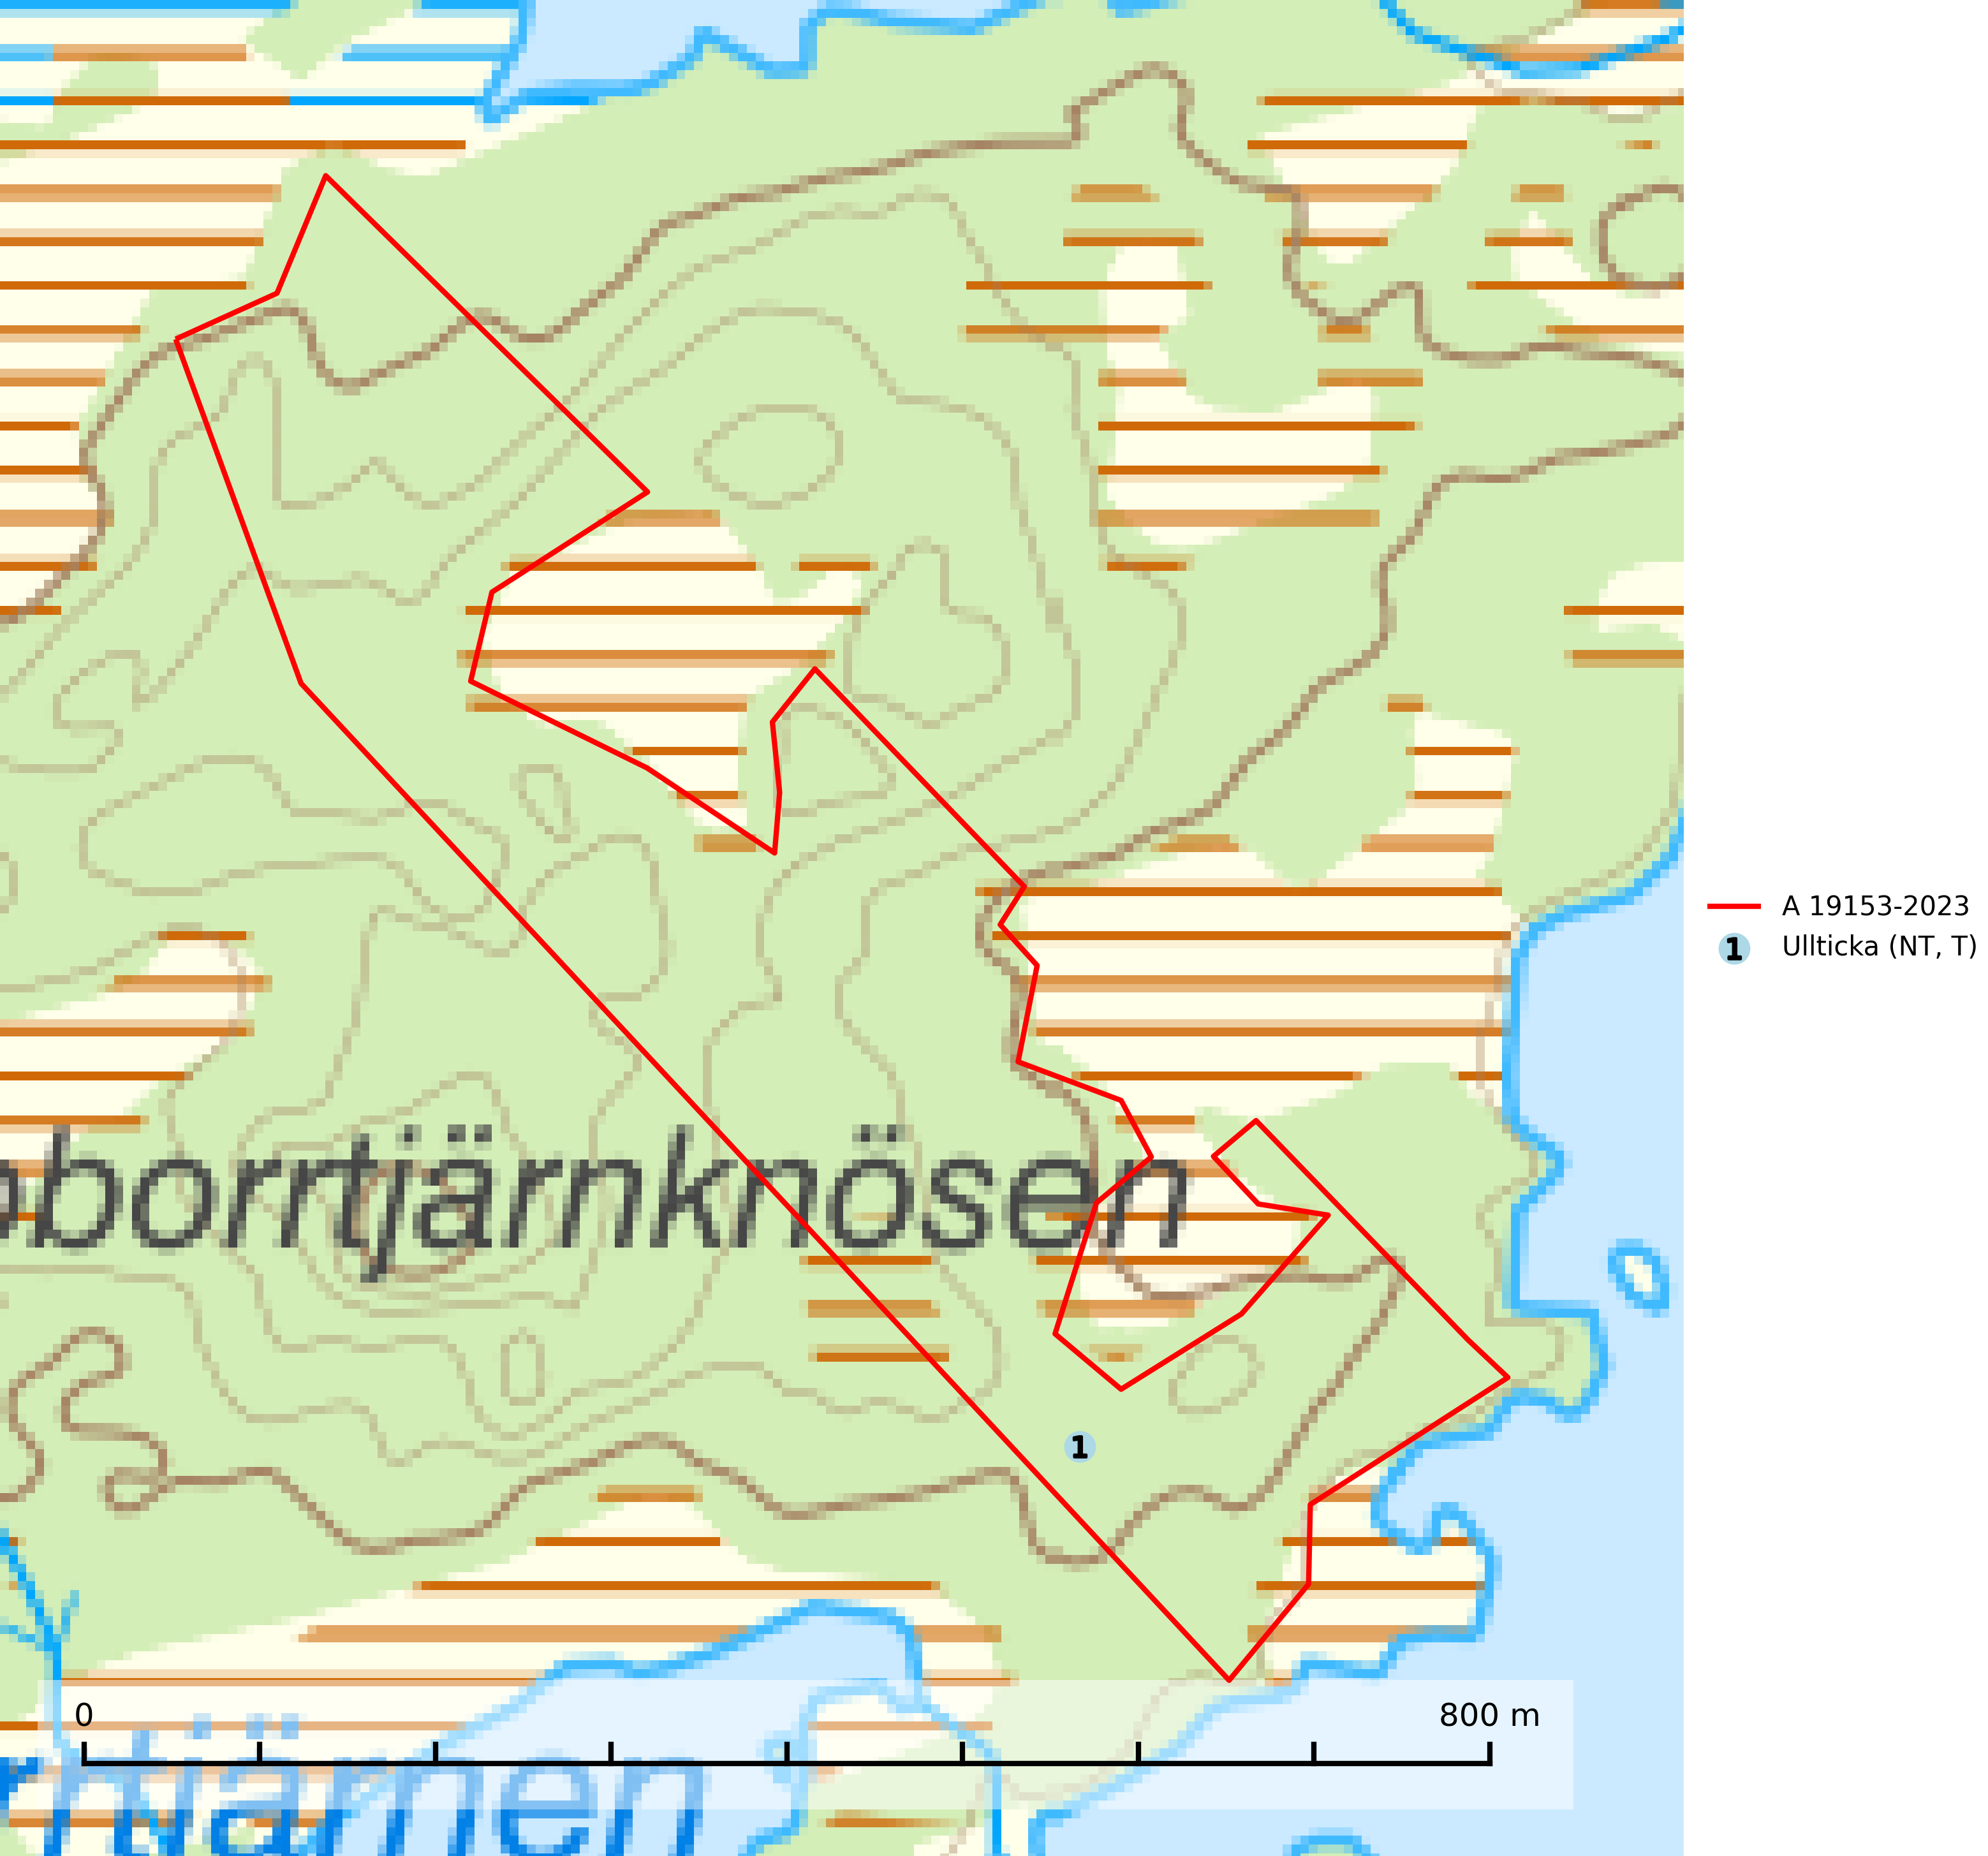 A 19153-2023
1 Ullticka (NT, T)
borrtjärnknösen
1
0 800 m
rtjärnen